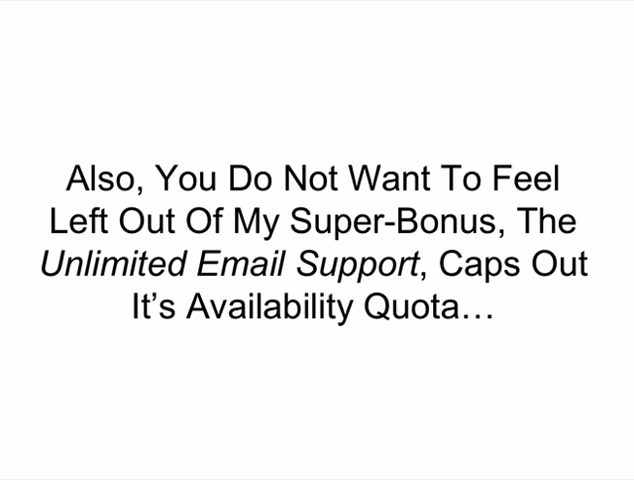 Also, You Do Not Want To Feel
Left Out Of My Super-Bonus, The
Unlimited Email Support, Caps Out
It’s Availability Quota…